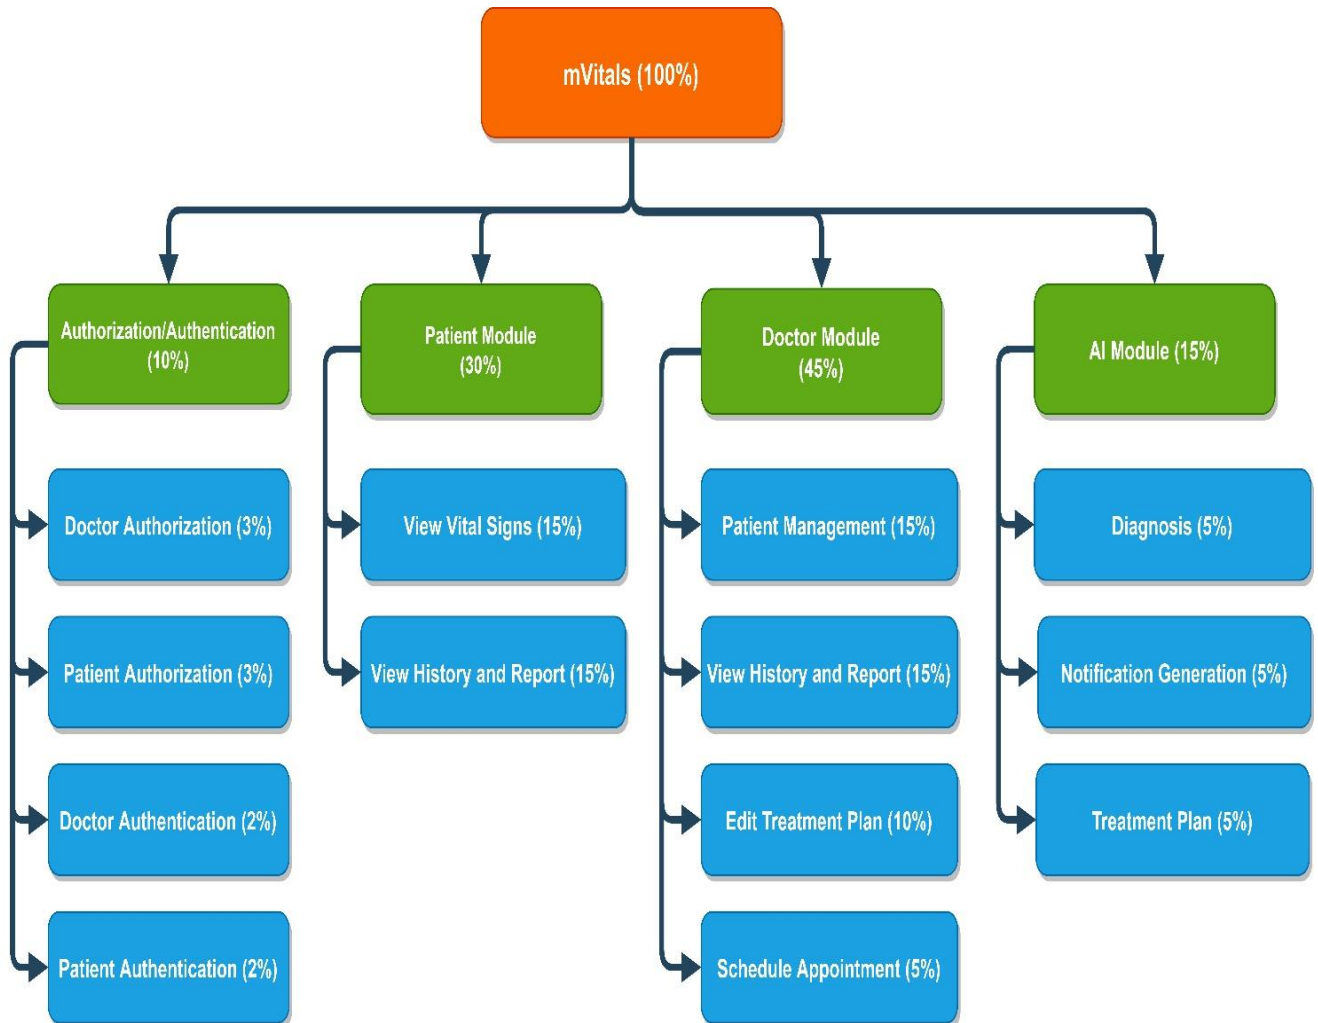 mVitals (100%)
Authorization/Authentication
(10%)
Patient Module
(30%)
Doctor Module
(45%)
AI Module (15%)
Doctor Authorization (3%)
View Vital Signs (15%)
Patient Management (15%)
Diagnosis (5%)
Patient Authorization (3%)
View History and Report (15%)
View History and Report (15%)
Notification Generation (5%)
Doctor Authentication (2%)
Edit Treatment Plan (10%)
Treatment Plan (5%)
Patient Authentication (2%)
Schedule Appointment (5%)